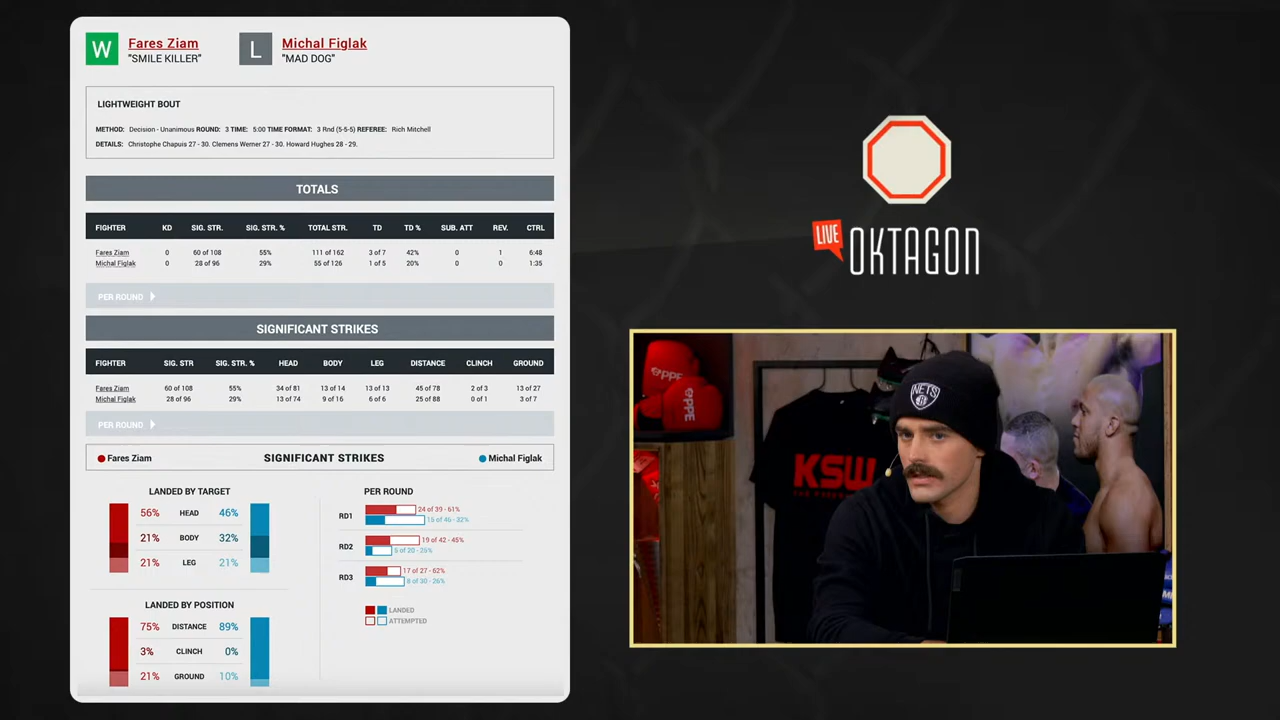 W Fares Ziam L Michal Figlak
"SMILE KILLER" "MAD DOG"
LIGHTWEIGHT BOUT
METHOD: Decision - Unanimous ROUND: 3 TIME: 5:00 TIME FORMAT: 3 Rnd (5-5-5) REFEREE: Rich Mitchell
DETAILS: Christophe Chapuis 27 - 30. Clemens Werner 27 - 30. Howard Hughes 28 - 29.
TOTALS
FIGHTER KD SIG. STR. SIG. STR. % TOTAL STR. TD TD % SUB. ATT REV. CTRL
Fares Ziam 0 60 of 108 55% 111 of 162 3 of 7 42% 0 1 6:48
Michal Figlak 0 28 of 96 29% 55 of 126 1 of 5 20% 0 0 1:35
PER ROUND
SIGNIFICANT STRIKES
FIGHTER SIG. STR SIG. STR. % HEAD BODY LEG DISTANCE CLINCH GROUND
Fares Ziam 60 of 108 55% 34 of 81 13 of 14 13 of 13 45 of 78 2 of 3 13 of 27
Michal Figlak 28 of 96 29% 13 of 74 9 of 16 6 of 6 25 of 88 0 of 1 3 of 7
PER ROUND
Fares Ziam SIGNIFICANT STRIKES Michal Figlak
LANDED BY TARGET
56% HEAD 46%
21% BODY 32%
21% LEG 21%
LANDED BY POSITION
75% DISTANCE 89%
3% CLINCH 0%
21% GROUND 10%
PER ROUND
RD1 24 of 39 - 61%
15 of 46 - 32%
RD2 19 of 42 - 45%
5 of 20 - 25%
RD3 17 of 27 - 62%
8 of 30 - 26%
LANDED
ATTEMPTED
LIVE
OKTAGON
PPF
PPE
NETS
B
KSW